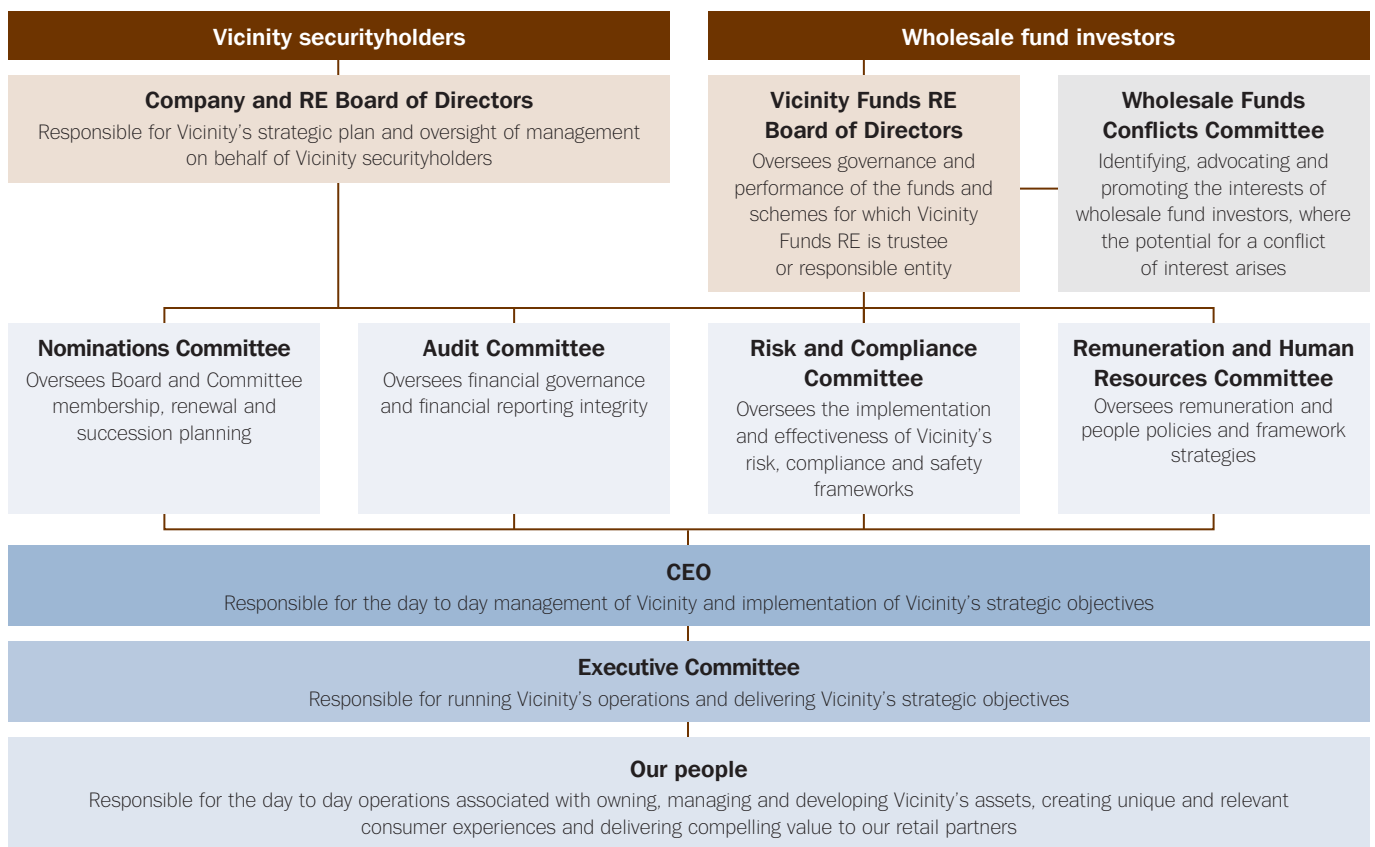 Vicinity securityholders
Wholesale fund investors
Company and RE Board of Directors
Responsible for Vicinity's strategic plan and oversight of management
on behalf of Vicinity securityholders
Vicinity Funds RE
Board of Directors
Oversees governance and
performance of the funds and
schemes for which Vicinity
Funds RE is trustee
or responsible entity
Wholesale Funds
Conflicts Committee
Identifying, advocating and
promoting the interests of
wholesale fund investors, where
the potential for a conflict
of interest arises
Nominations Committee
Oversees Board and Committee
membership, renewal and
succession planning
Audit Committee
Oversees financial governance
and financial reporting integrity
Risk and Compliance
Committee
Oversees the implementation
and effectiveness of Vicinity's
risk, compliance and safety
frameworks
Remuneration and Human
Resources Committee
Oversees remuneration and
people policies and framework
strategies
CEO
Responsible for the day to day management of Vicinity and implementation of Vicinity's strategic objectives
Executive Committee
Responsible for running Vicinity's operations and delivering Vicinity's strategic objectives
Our people
Responsible for the day to day operations associated with owning, managing and developing Vicinity's assets, creating unique and relevant
consumer experiences and delivering compelling value to our retail partners